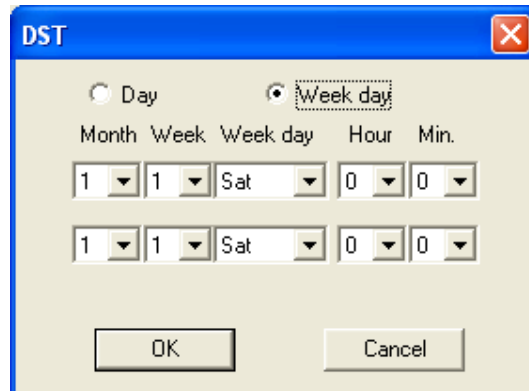 DST
Day Week day
Month Week Week day Hour Min.
1 1 Sat 0 0
1 1 Sat 0 0
OK Cancel